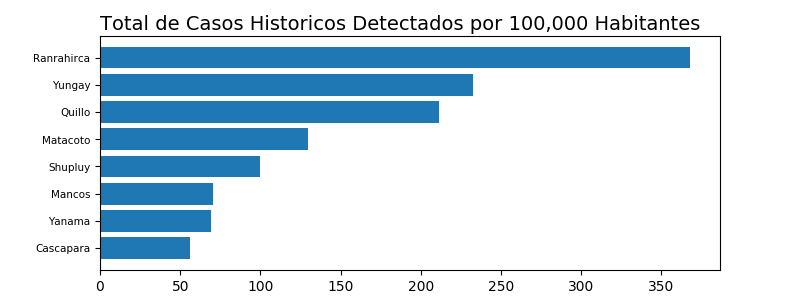 Total de Casos Historicos Detectados por 100,000 Habitantes
Ranrahirca
Yungay
Quillo
Matacoto
Shupluy
Mancos
Yanama
Cascapara
0 50 100 150 200 250 300 350